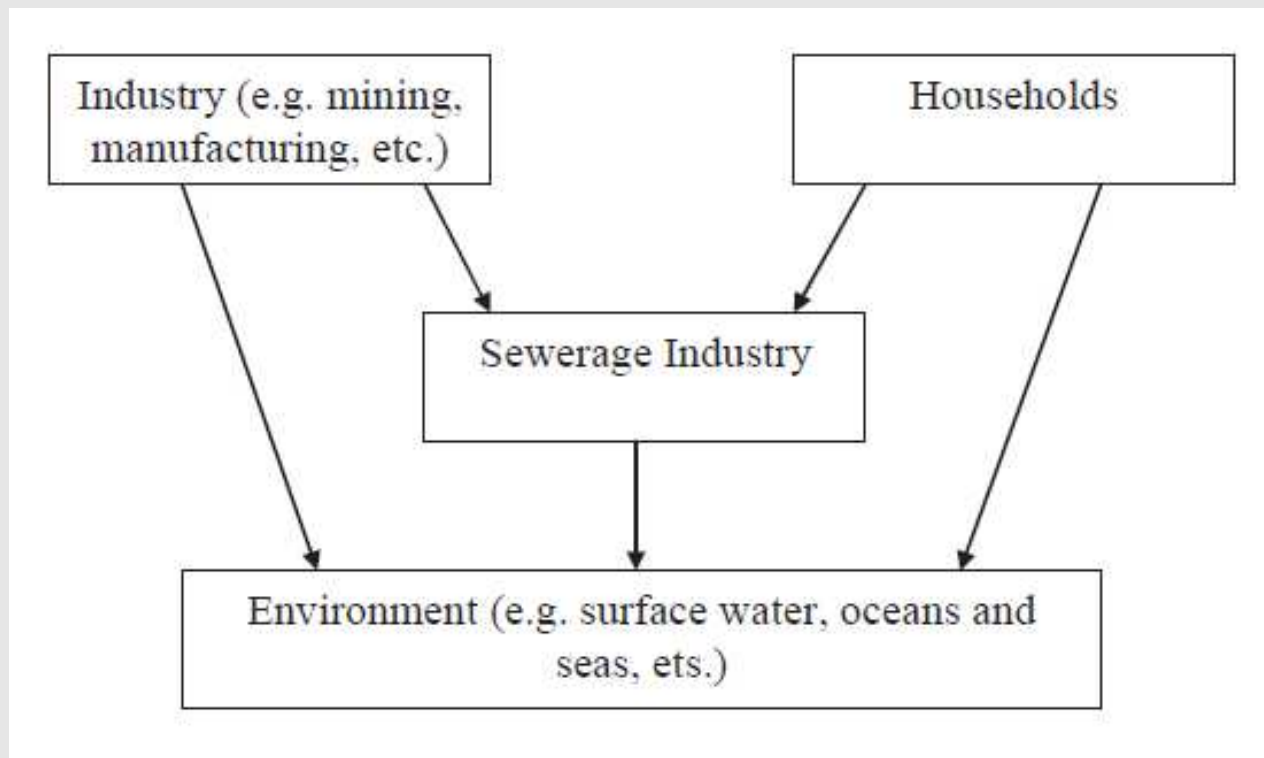 Industry (e.g. mining,
manufacturing, etc.)
Households
Sewerage Industry
Environment (e.g. surface water, oceans and
seas, ets.)